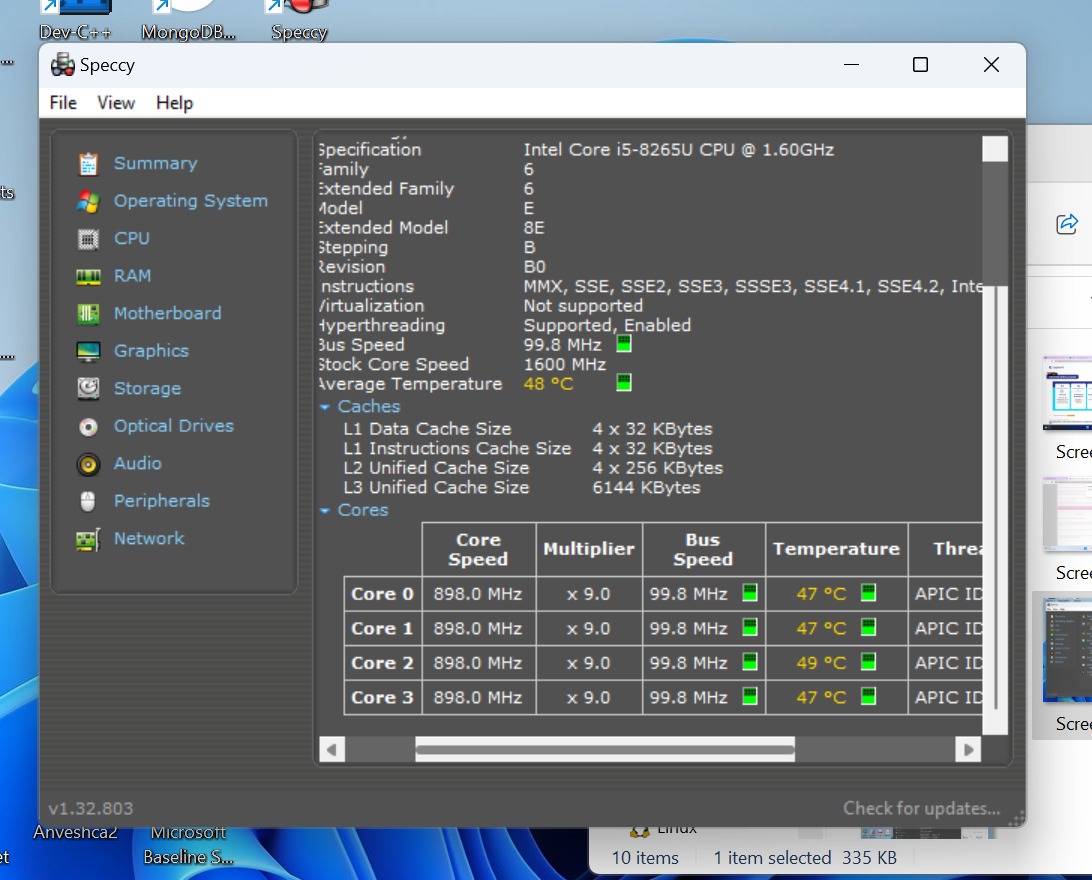 Dev-C++ MongoDB... Speccy
Speccy
File View Help
Summary
Operating System
CPU
RAM
Motherboard
Graphics
Storage
Optical Drives
Audio
Peripherals
Network
Specification Intel Core i5-8265U CPU @ 1.60GHz
Family 6
Extended Family 6
Model E
Extended Model 8E
Stepping B
Revision B0
Instructions MMX, SSE, SSE2, SSE3, SSSE3, SSE4.1, SSE4.2, Inte
Virtualization Not supported
Hyperthreading Supported, Enabled
Bus Speed 99.8 MHz
Stock Core Speed 1600 MHz
Average Temperature 48 °C
Caches
L1 Data Cache Size 4 x 32 KBytes
L1 Instructions Cache Size 4 x 32 KBytes
L2 Unified Cache Size 4 x 256 KBytes
L3 Unified Cache Size 6144 KBytes
Cores
Core Speed Multiplier Bus Speed Temperature Threa
Core 0 898.0 MHz x 9.0 99.8 MHz 47 °C APIC ID
Core 1 898.0 MHz x 9.0 99.8 MHz 47 °C APIC ID
Core 2 898.0 MHz x 9.0 99.8 MHz 49 °C APIC ID
Core 3 898.0 MHz x 9.0 99.8 MHz 47 °C APIC ID
v1.32.803 Check for updates...
ts
Scree
Scree
Scree
Anveshca2 Microsoft
Baseline S...
et
Linux
10 items 1 item selected 335 KB